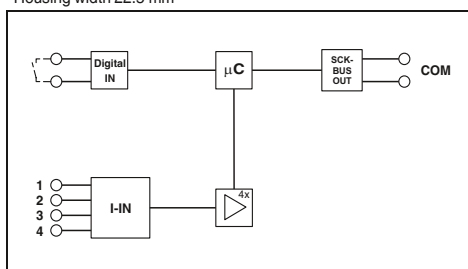 Housing width 22.5 mm
Digital
IN
µC
SCK-
BUS
OUT
COM
1
2
3
4
I-IN
4x